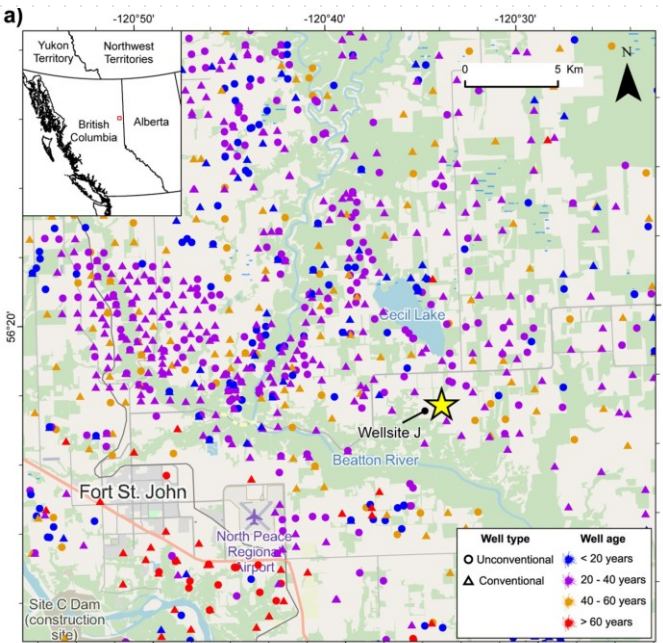 a)
120°50'
120°40'
120°30'
Yukon
Territory
Northwest
Territories
British
Columbia
Alberta
N
0
5 Km
56°20'
Cecil Lake
Wellsite J
Beatton River
Fort St. John
North Peace
Regional
Airport
Site C Dam
(construction
site)
Well type
Unconventional
Conventional
Well age
< 20 years
20 - 40 years
40 - 60 years
> 60 years